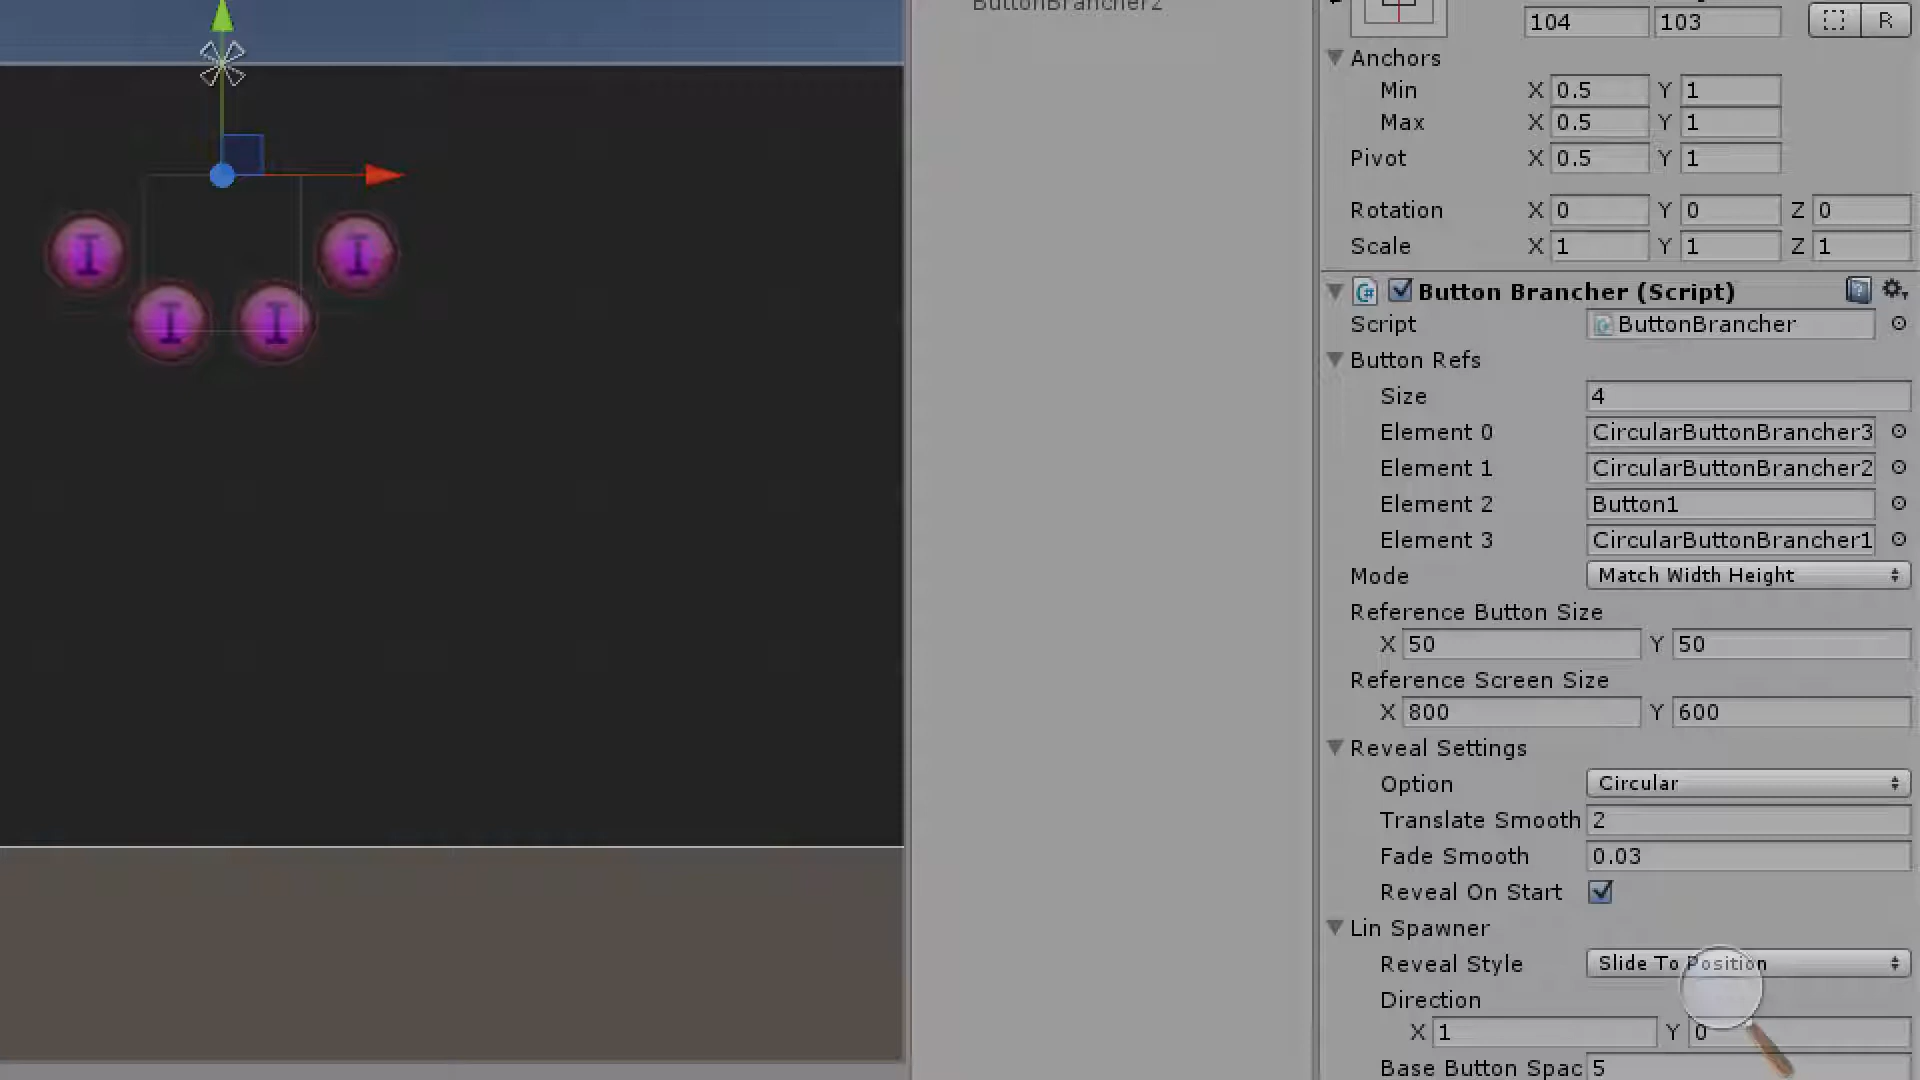 ButtonBrancher2
104 103 R
Anchors
Min X 0.5 Y 1
Max X 0.5 Y 1
Pivot X 0.5 Y 1
Rotation X 0 Y 0 Z 0
Scale X 1 Y 1 Z 1
Button Brancher (Script)
Script ButtonBrancher
Button Refs
Size 4
Element 0 CircularButtonBrancher3
Element 1 CircularButtonBrancher2
Element 2 Button1
Element 3 CircularButtonBrancher1
Mode Match Width Height
Reference Button Size
X 50 Y 50
Reference Screen Size
X 800 Y 600
Reveal Settings
Option Circular
Translate Smooth 2
Fade Smooth 0.03
Reveal On Start
Lin Spawner
Reveal Style Slide To Position
Direction
X 1 Y 0
Base Button Spac 5
I I
I I